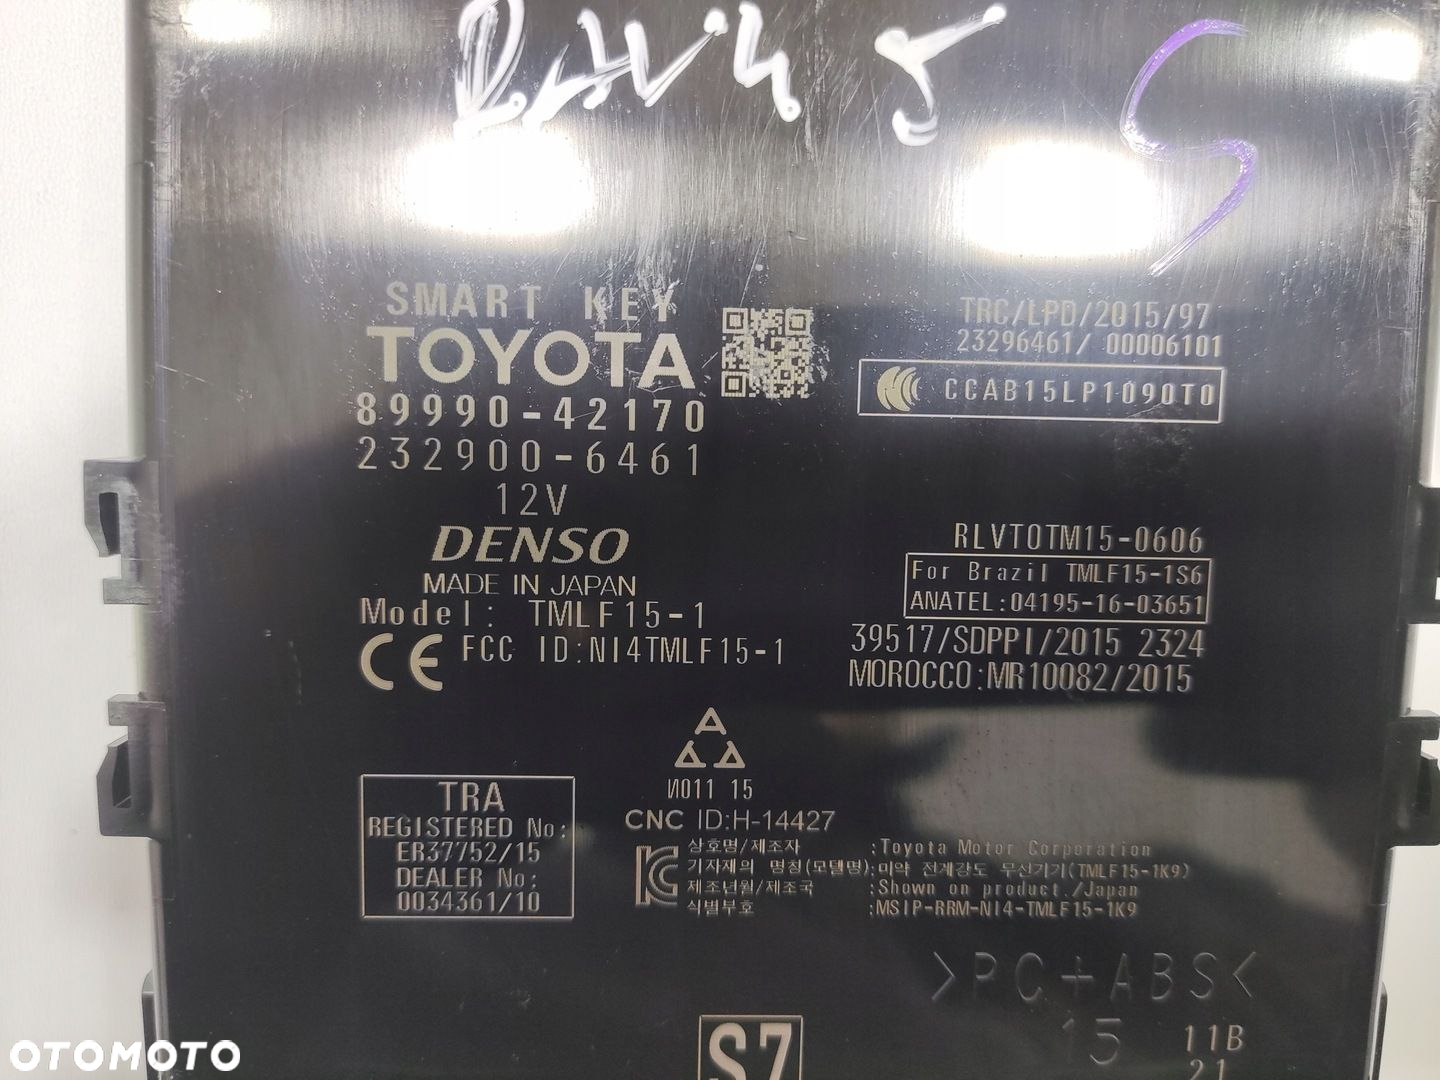 RAV4 5
S
SMART KEY
TOYOTA
89990-42170
232900-6461
12V
DENSO
MADE IN JAPAN
Model: TMLF15-1
CE FCC ID:NI4TMLF15-1
TRC/LPD/2015/97
23296461/ 00006101
CCAB15LP1090T0
RLVTOTM15-0606
For Brazil TMLF15-1S6
ANATEL:04195-16-03651
39517/SDPPI/2015 2324
MOROCCO:MR10082/2015
И011 15
CNC ID:H-14427
TRA
REGISTERED No:
ER37752/15
DEALER No:
0034361/10
상호명/제조자 :Toyota Motor Corporation
기자재의 명칭(모델명):미약 전계강도 무선기기(TMLF15-1K9)
제조년월/제조국 :Shown on product./Japan
식별부호 :MSIP-RRM-NI4-TMLF15-1K9
>PC+ABS<
15 11B
21
S7
OTOMOTO